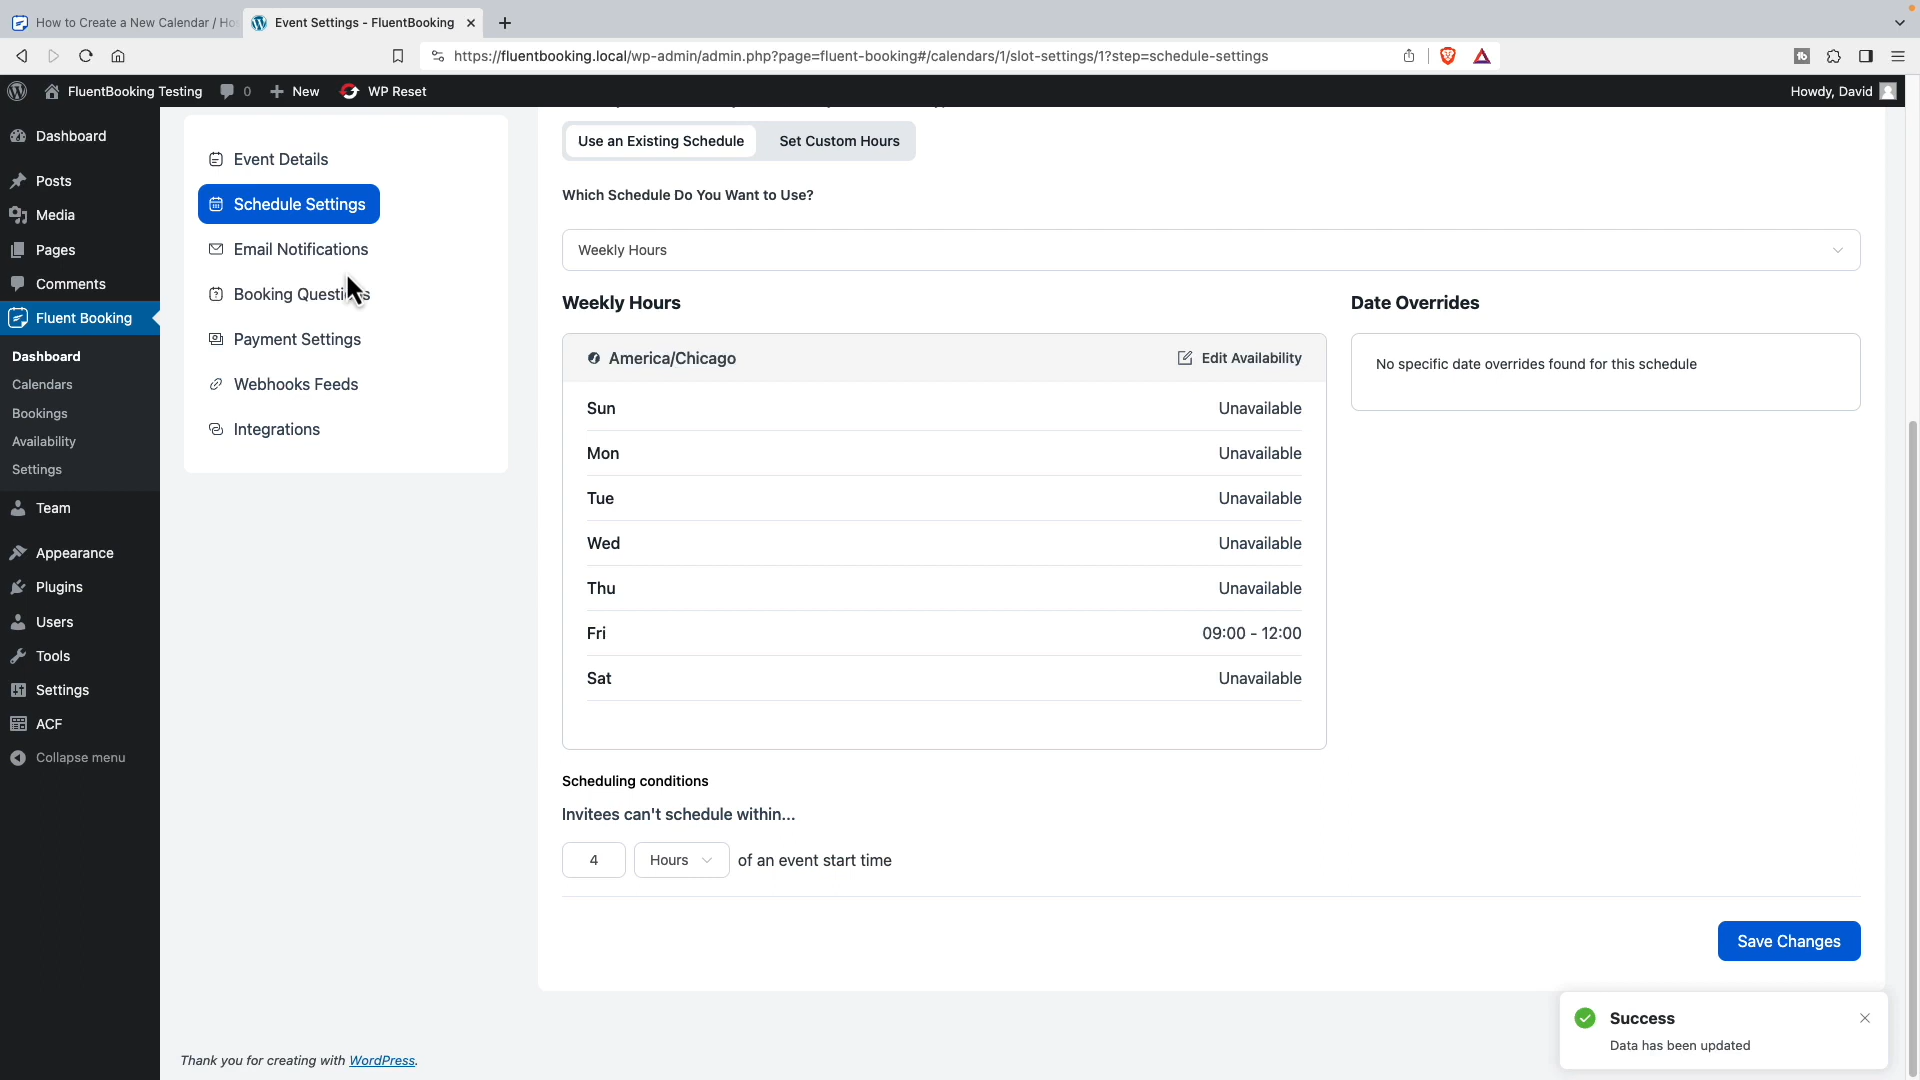 How to Create a New Calendar / Ho
Event Settings - FluentBooking
https://fluentbooking.local/wp-admin/admin.php?page=fluent-booking#/calendars/1/slot-settings/1?step=schedule-settings
FluentBooking Testing
0
New
WP Reset
Howdy, David
Dashboard
Posts
Media
Pages
Comments
Fluent Booking
Dashboard
Calendars
Bookings
Availability
Settings
Team
Appearance
Plugins
Users
Tools
Settings
ACF
Collapse menu
Event Details
Schedule Settings
Email Notifications
Booking
Payment Settings
Webhooks Feeds
Integrations
Use an Existing Schedule
Set Custom Hours
Which Schedule Do You Want to Use?
Weekly Hours
Weekly Hours
America/Chicago
Edit Availability
Sun Unavailable
Mon Unavailable
Tue Unavailable
Wed Unavailable
Thu Unavailable
Fri 09:00 - 12:00
Sat Unavailable
Date Overrides
No specific date overrides found for this schedule
Scheduling conditions
Invitees can't schedule within...
4 Hours of an event start time
Save Changes
Success
Data has been updated
Thank you for creating with WordPress.